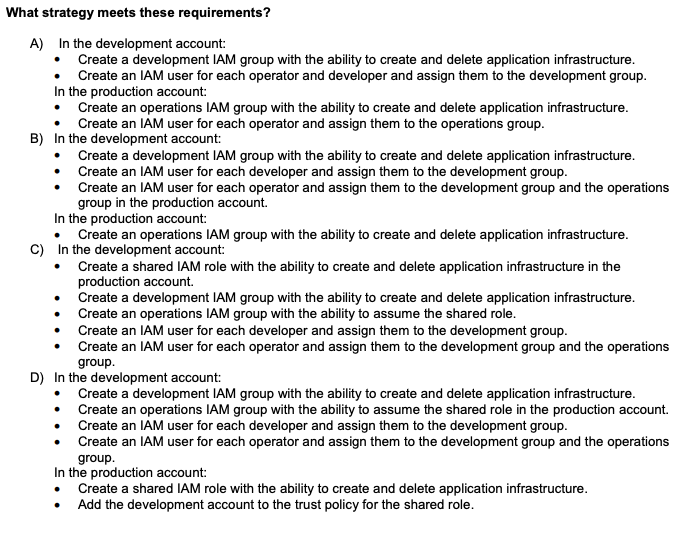 What strategy meets these requirements?
A) In the development account:
• Create a development IAM group with the ability to create and delete application infrastructure.
• Create an IAM user for each operator and developer and assign them to the development group.
In the production account:
• Create an operations IAM group with the ability to create and delete application infrastructure.
• Create an IAM user for each operator and assign them to the operations group.
B) In the development account:
• Create a development IAM group with the ability to create and delete application infrastructure.
• Create an IAM user for each developer and assign them to the development group.
• Create an IAM user for each operator and assign them to the development group and the operations
group in the production account.
In the production account:
• Create an operations IAM group with the ability to create and delete application infrastructure.
C) In the development account:
• Create a shared IAM role with the ability to create and delete application infrastructure in the
production account.
• Create a development IAM group with the ability to create and delete application infrastructure.
• Create an operations IAM group with the ability to assume the shared role.
• Create an IAM user for each developer and assign them to the development group.
• Create an IAM user for each operator and assign them to the development group and the operations
group.
D) In the development account:
• Create a development IAM group with the ability to create and delete application infrastructure.
• Create an operations IAM group with the ability to assume the shared role in the production account.
• Create an IAM user for each developer and assign them to the development group.
• Create an IAM user for each operator and assign them to the development group and the operations
group.
In the production account:
• Create a shared IAM role with the ability to create and delete application infrastructure.
• Add the development account to the trust policy for the shared role.